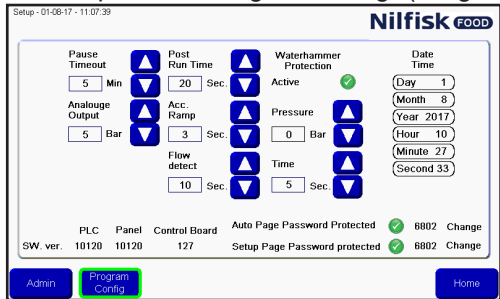 Setup - 01-08-17 - 11:07:39
Nilfisk FOOD
Pause Timeout
5 Min
Analouge Output
5 Bar
Post Run Time
20 Sec.
Acc. Ramp
3 Sec.
Flow detect
10 Sec.
Waterhammer Protection
Active
Pressure
0 Bar
Time
5 Sec.
Date Time
Day 1
Month 8
Year 2017
Hour 10
Minute 27
Second 33
PLC Panel Control Board
SW. ver. 10120 10120 127
Auto Page Password Protected 6802 Change
Setup Page Password protected 6802 Change
Admin
Program Config
Home